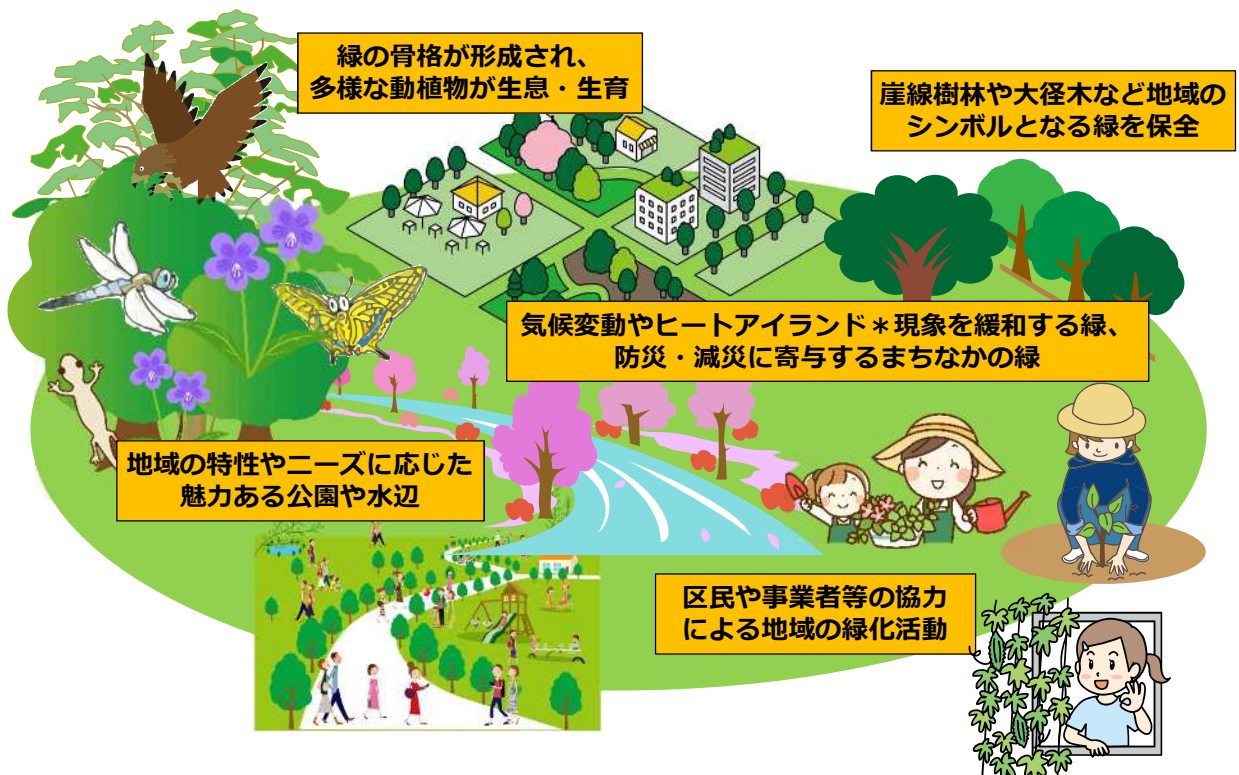 緑の骨格が形成され、
多様な動植物が生息・生育
崖線樹林や大径木など地域の
シンボルとなる緑を保全
気候変動やヒートアイランド＊現象を緩和する緑、
防災・減災に寄与するまちなかの緑
地域の特性やニーズに応じた
魅力ある公園や水辺
区民や事業者等の協力
による地域の緑化活動